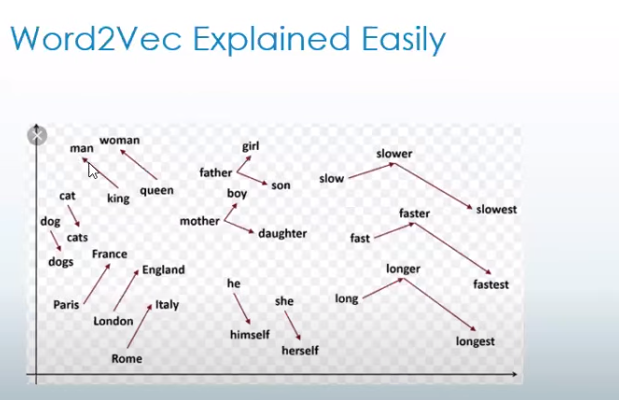 Word2Vec Explained Easily
man
woman
king
queen
cat
cats
dog
dogs
France
England
Italy
Paris
London
Rome
girl
father
son
boy
mother
daughter
he
she
himself
herself
slow
slower
slowest
fast
faster
fastest
long
longer
longest